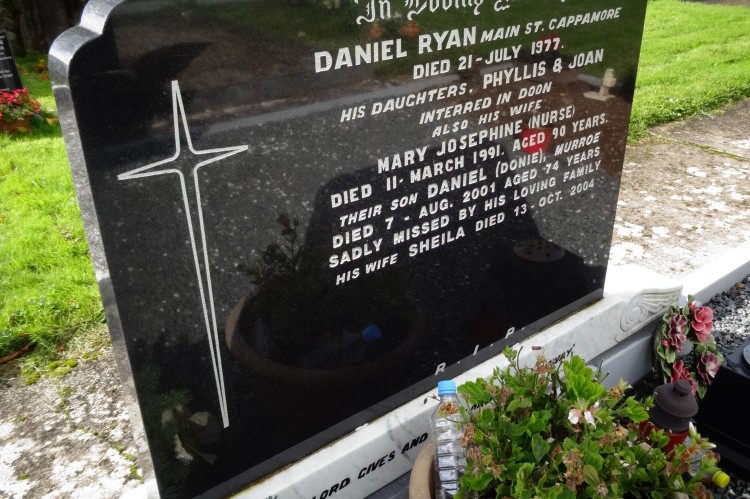 In Loving
DANIEL RYAN MAIN ST. CAPPAMORE
DIED 21-JULY 1977.
HIS DAUGHTERS, PHYLLIS & JOAN
INTERRED IN DOON
ALSO HIS WIFE
MARY JOSEPHINE (NURSE)
DIED 11-MARCH 1991. AGED 90 YEARS.
THEIR SON DANIEL (DONIE), MURROE
DIED 7-AUG. 2001 AGED 74 YEARS
SADLY MISSED BY HIS LOVING FAMILY
HIS WIFE SHEILA DIED 13-OCT. 2004
R.I.P.
LORD GIVES AND